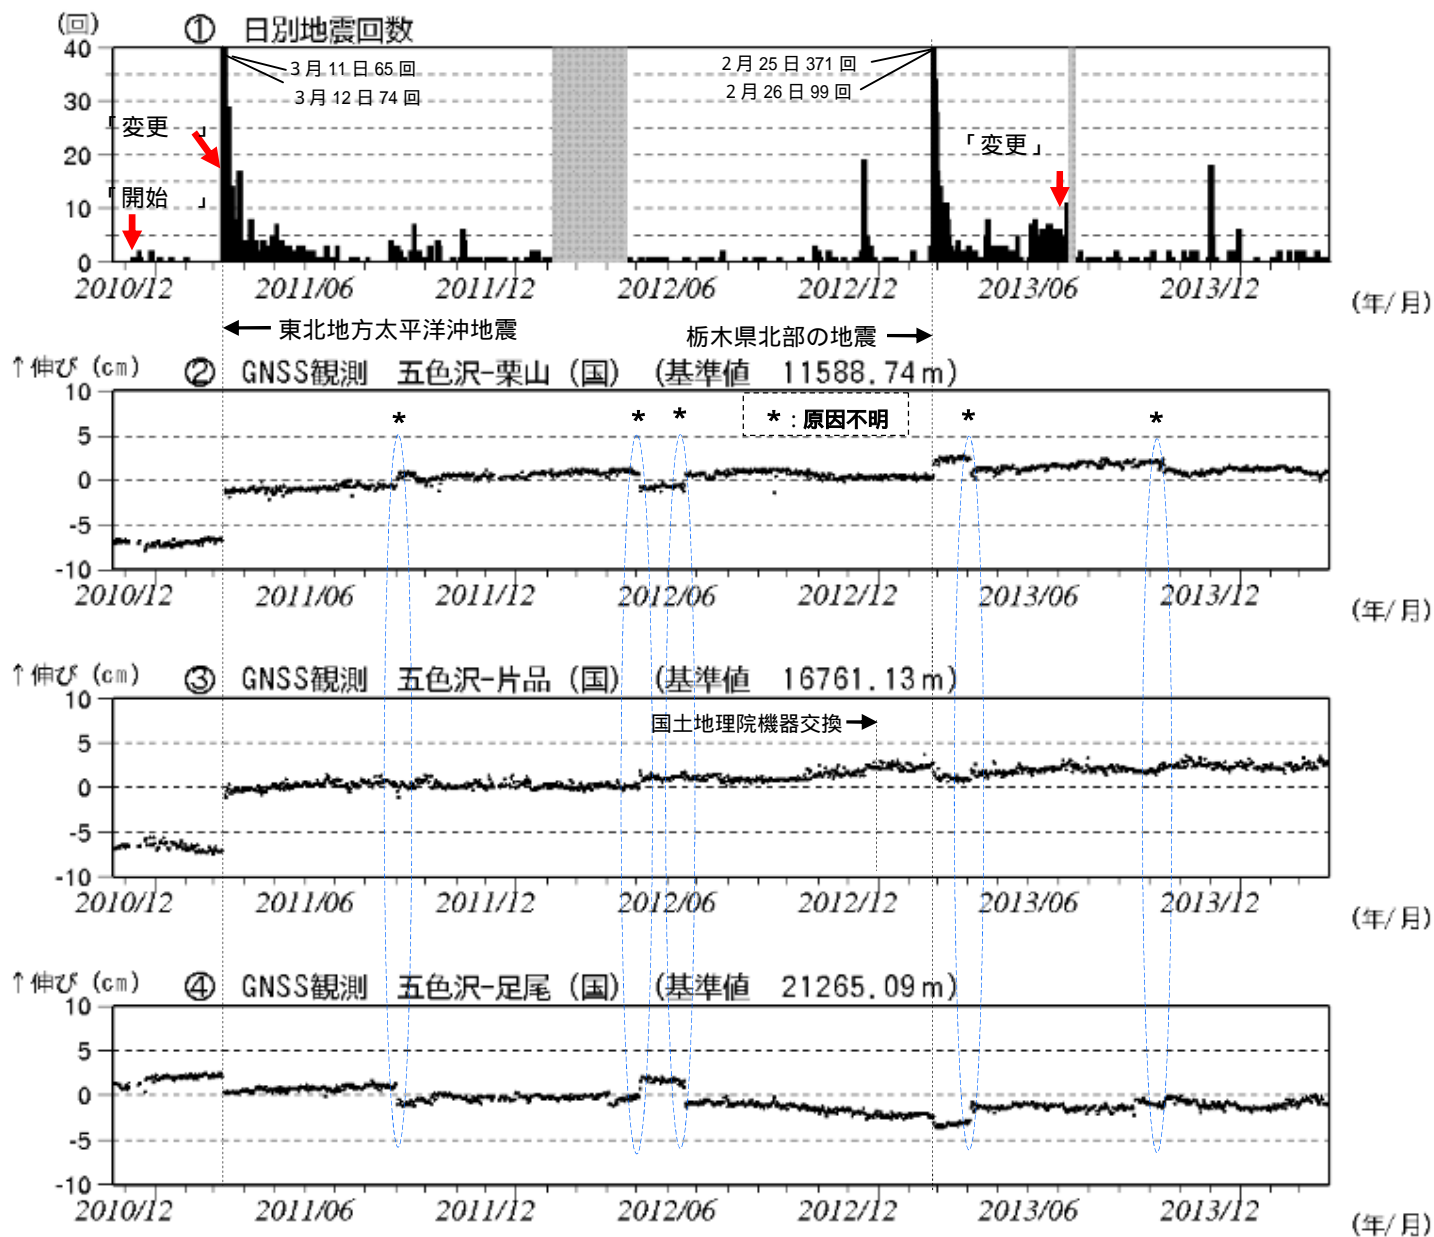 (回) ① 日別地震回数
40
30
20
10
0
3月11日65回
3月12日74回
2月25日371回
2月26日99回
「変更」
「開始」
「変更」
2010/12 2011/06 2011/12 2012/06 2012/12 2013/06 2013/12 (年/月)
東北地方太平洋沖地震
栃木県北部の地震
↑伸び(cm) ② GNSS観測 五色沢-栗山(国) (基準値 11588.74m)
10
5
0
-5
-10
* * * * *
*:原因不明
2010/12 2011/06 2011/12 2012/06 2012/12 2013/06 2013/12 (年/月)
↑伸び(cm) ③ GNSS観測 五色沢-片品(国) (基準値 16761.13m)
10
5
0
-5
-10
国土地理院機器交換
2010/12 2011/06 2011/12 2012/06 2012/12 2013/06 2013/12 (年/月)
↑伸び(cm) ④ GNSS観測 五色沢-足尾(国) (基準値 21265.09m)
10
5
0
-5
-10
2010/12 2011/06 2011/12 2012/06 2012/12 2013/06 2013/12 (年/月)